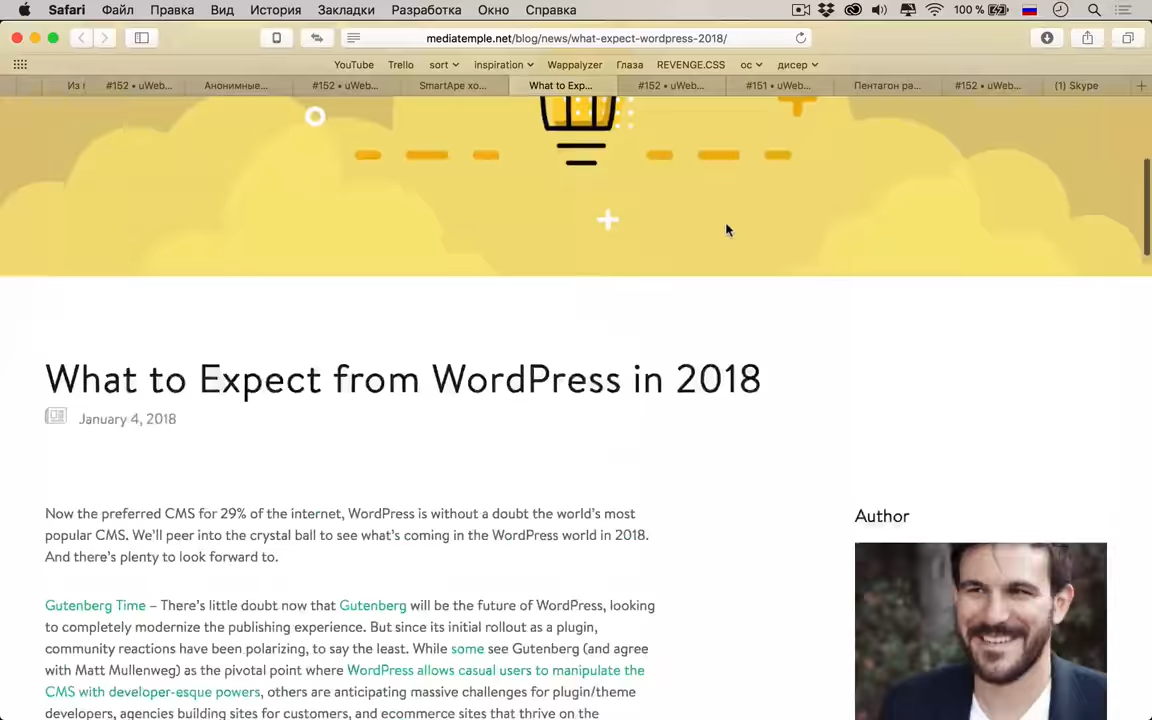 Safari Файл Правка Вид История Закладки Разработка Окно Справка 100 %
mediatemple.net/blog/news/what-expect-wordpress-2018/
YouTube Trello sort inspiration Wappalyzer Глаза REVENGE.CSS ос дисер
Из #152 • uWeb... Анонимные... #152 • uWeb... SmartApe хо... What to Exp... #152 • uWeb... #151 • uWeb... Пентагон ра... #152 • uWeb... (1) Skype
What to Expect from WordPress in 2018
January 4, 2018
Now the preferred CMS for 29% of the internet, WordPress is without a doubt the world's most
popular CMS. We'll peer into the crystal ball to see what's coming in the WordPress world in 2018.
And there's plenty to look forward to.
Author
Gutenberg Time – There's little doubt now that Gutenberg will be the future of WordPress, looking
to completely modernize the publishing experience. But since its initial rollout as a plugin,
community reactions have been polarizing, to say the least. While some see Gutenberg (and agree
with Matt Mullenweg) as the pivotal point where WordPress allows casual users to manipulate the
CMS with developer-esque powers, others are anticipating massive challenges for plugin/theme
developers, agencies building sites for customers, and ecommerce sites that thrive on the